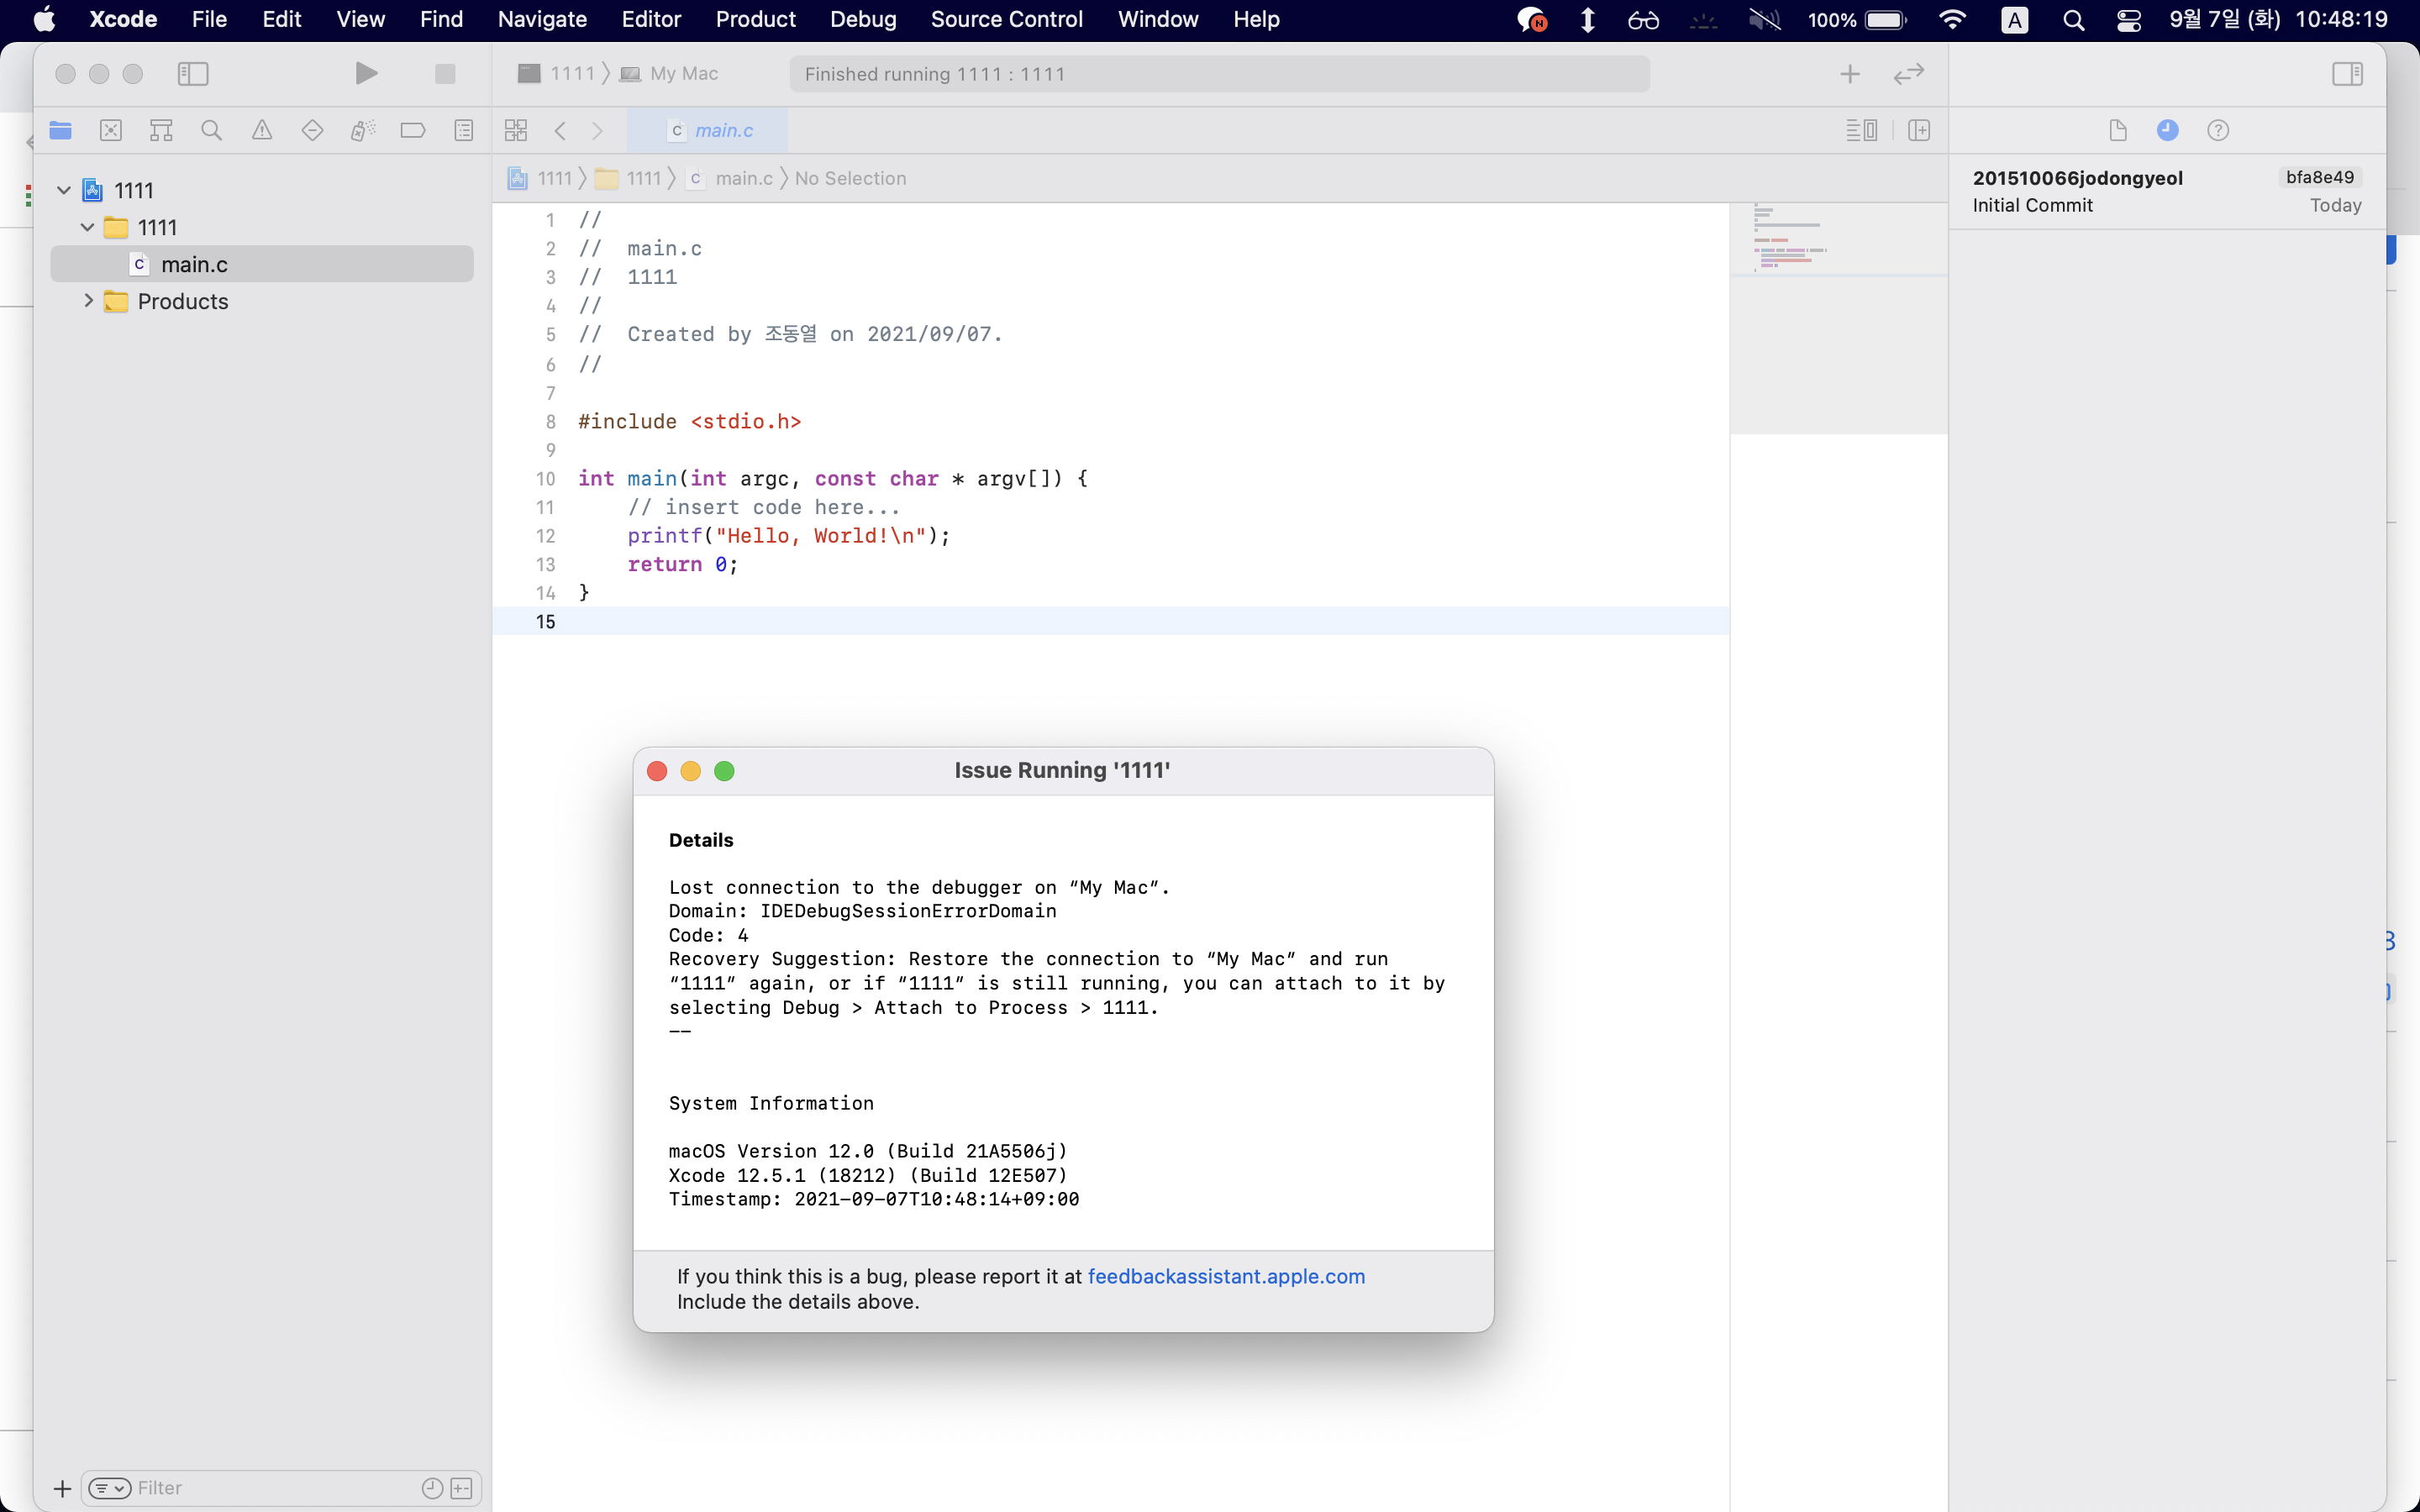 Xcode File Edit View Find Navigate Editor Product Debug Source Control Window Help
N 100% A 9월 7일 (화) 10:48:19
1111 My Mac
Finished running 1111 : 1111
C main.c
1111 1111 C main.c No Selection
1111
1111
C main.c
Products
1 //
2 //  main.c
3 //  1111
4 //
5 //  Created by 조동열 on 2021/09/07.
6 //
7
8 #include <stdio.h>
9
10 int main(int argc, const char * argv[]) {
11     // insert code here...
12     printf("Hello, World!\n");
13     return 0;
14 }
15
201510066jodongyeol bfa8e49
Initial Commit Today
Issue Running '1111'
Details
Lost connection to the debugger on “My Mac”.
Domain: IDEDebugSessionErrorDomain
Code: 4
Recovery Suggestion: Restore the connection to “My Mac” and run
“1111” again, or if “1111” is still running, you can attach to it by
selecting Debug > Attach to Process > 1111.
--
System Information
macOS Version 12.0 (Build 21A5506j)
Xcode 12.5.1 (18212) (Build 12E507)
Timestamp: 2021-09-07T10:48:14+09:00
If you think this is a bug, please report it at feedbackassistant.apple.com
Include the details above.
Filter